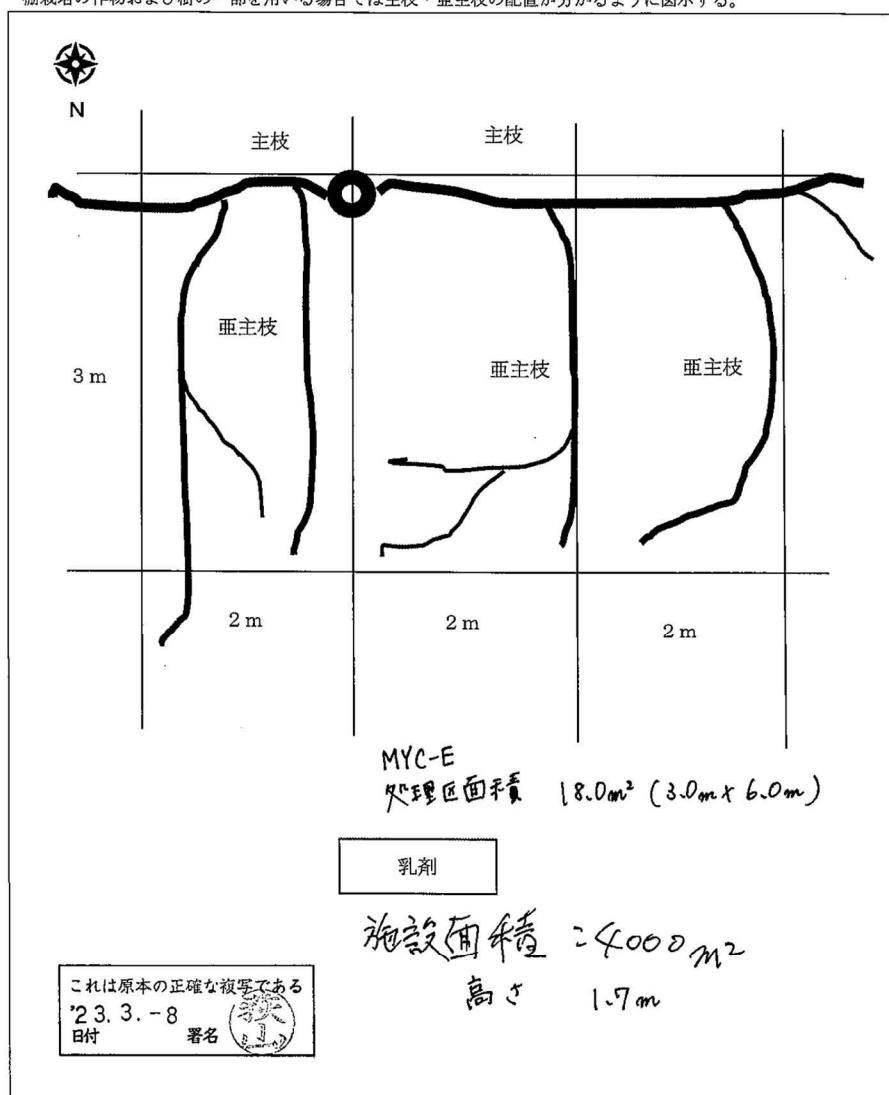 棚栽培の作物および樹の一部を用いる場合では主枝・亜主枝の配置が分かるように図示する。
N
主枝
主枝
亜主枝
亜主枝
亜主枝
3 m
2 m
2 m
2 m
MYC-E
処理区面積 18.0m² (3.0m x 6.0m)
乳剤
施設面積 : 4000m²
高さ 1.7m
これは原本の正確な複写である
'23. 3. -8
日付 署名